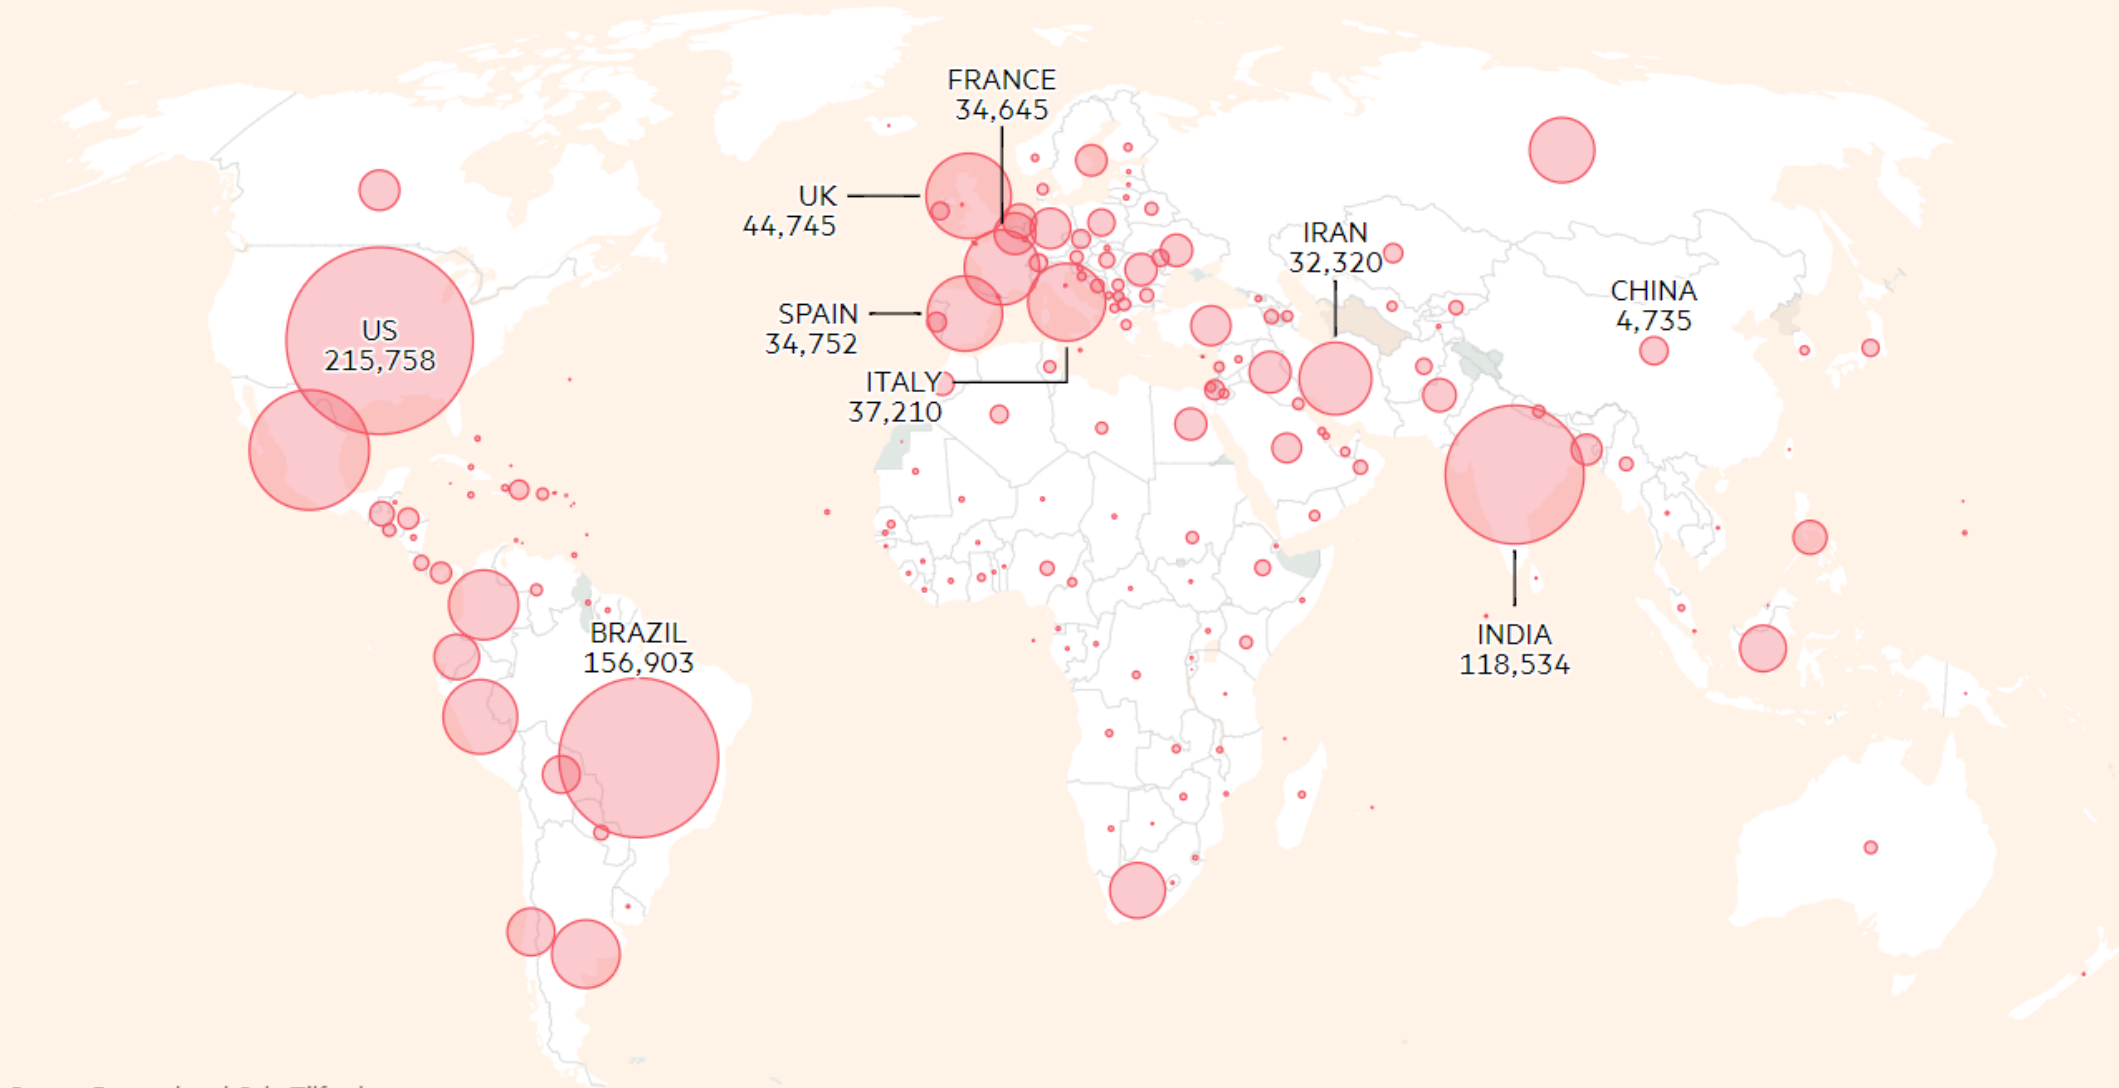 FRANCE
34,645
UK
44,745
IRAN
32,320
CHINA
4,735
SPAIN
34,752
US
215,758
ITALY
37,210
BRAZIL
156,903
INDIA
118,534